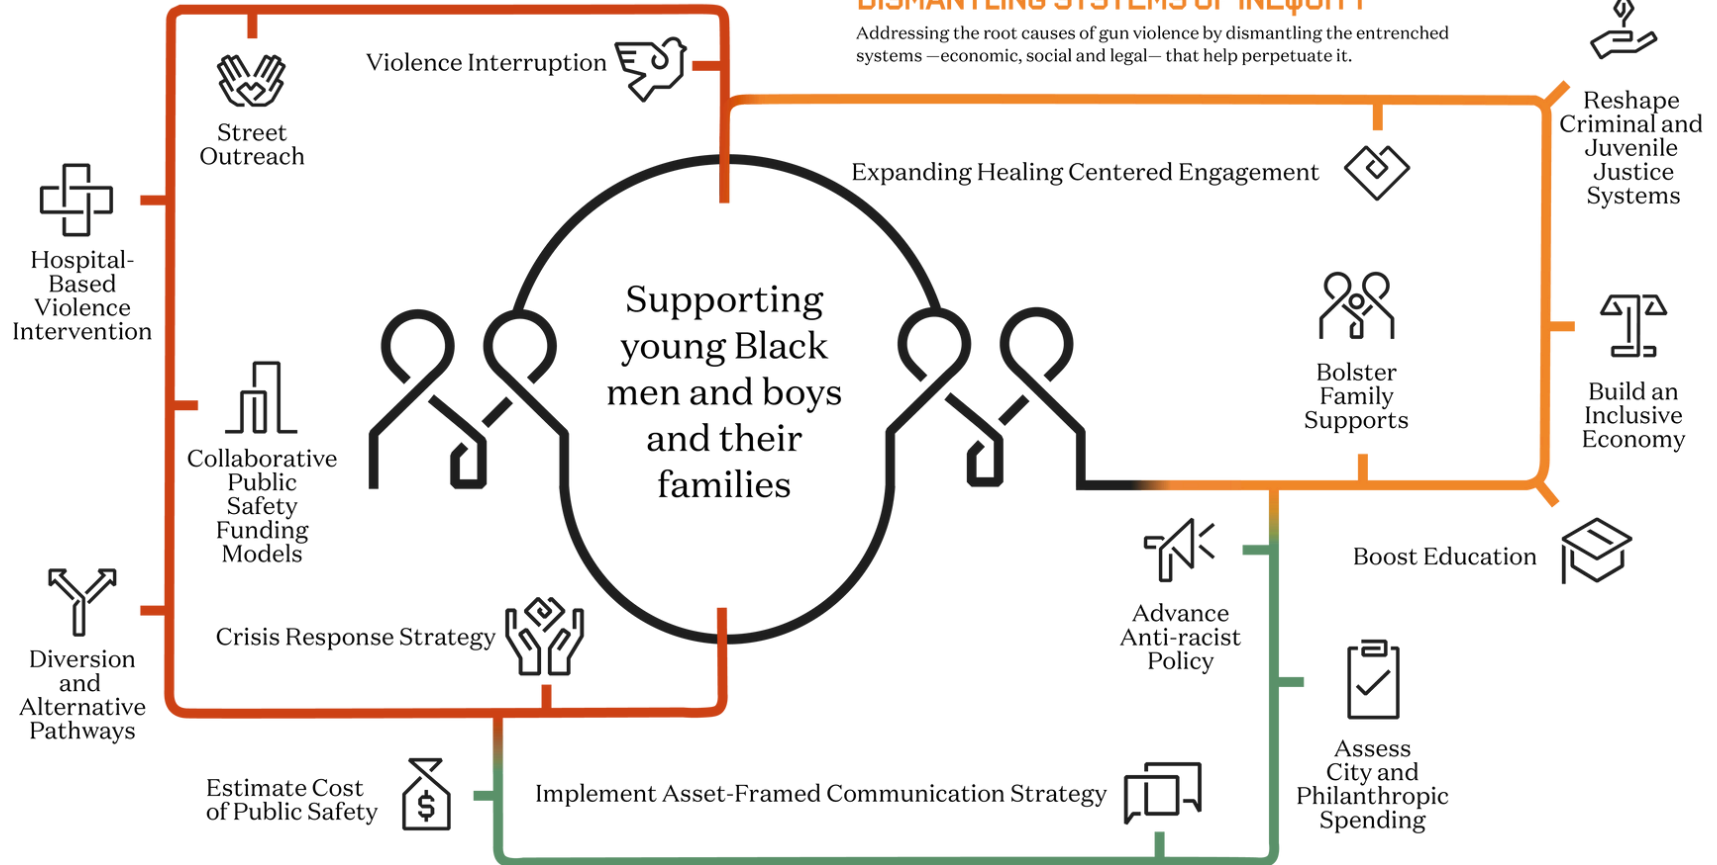 DISMANTLING SYSTEMS OF INEQUITY
Addressing the root causes of gun violence by dismantling the entrenched
systems —economic, social and legal— that help perpetuate it.
Violence Interruption
Street
Outreach
Hospital-
Based
Violence
Intervention
Collaborative
Public
Safety
Funding
Models
Diversion
and
Alternative
Pathways
Crisis Response Strategy
Supporting
young Black
men and boys
and their
families
Expanding Healing Centered Engagement
Reshape
Criminal and
Juvenile
Justice
Systems
Bolster
Family
Supports
Build an
Inclusive
Economy
Boost Education
Advance
Anti-racist
Policy
Assess
City and
Philanthropic
Spending
Estimate Cost
of Public Safety
$
Implement Asset-Framed Communication Strategy